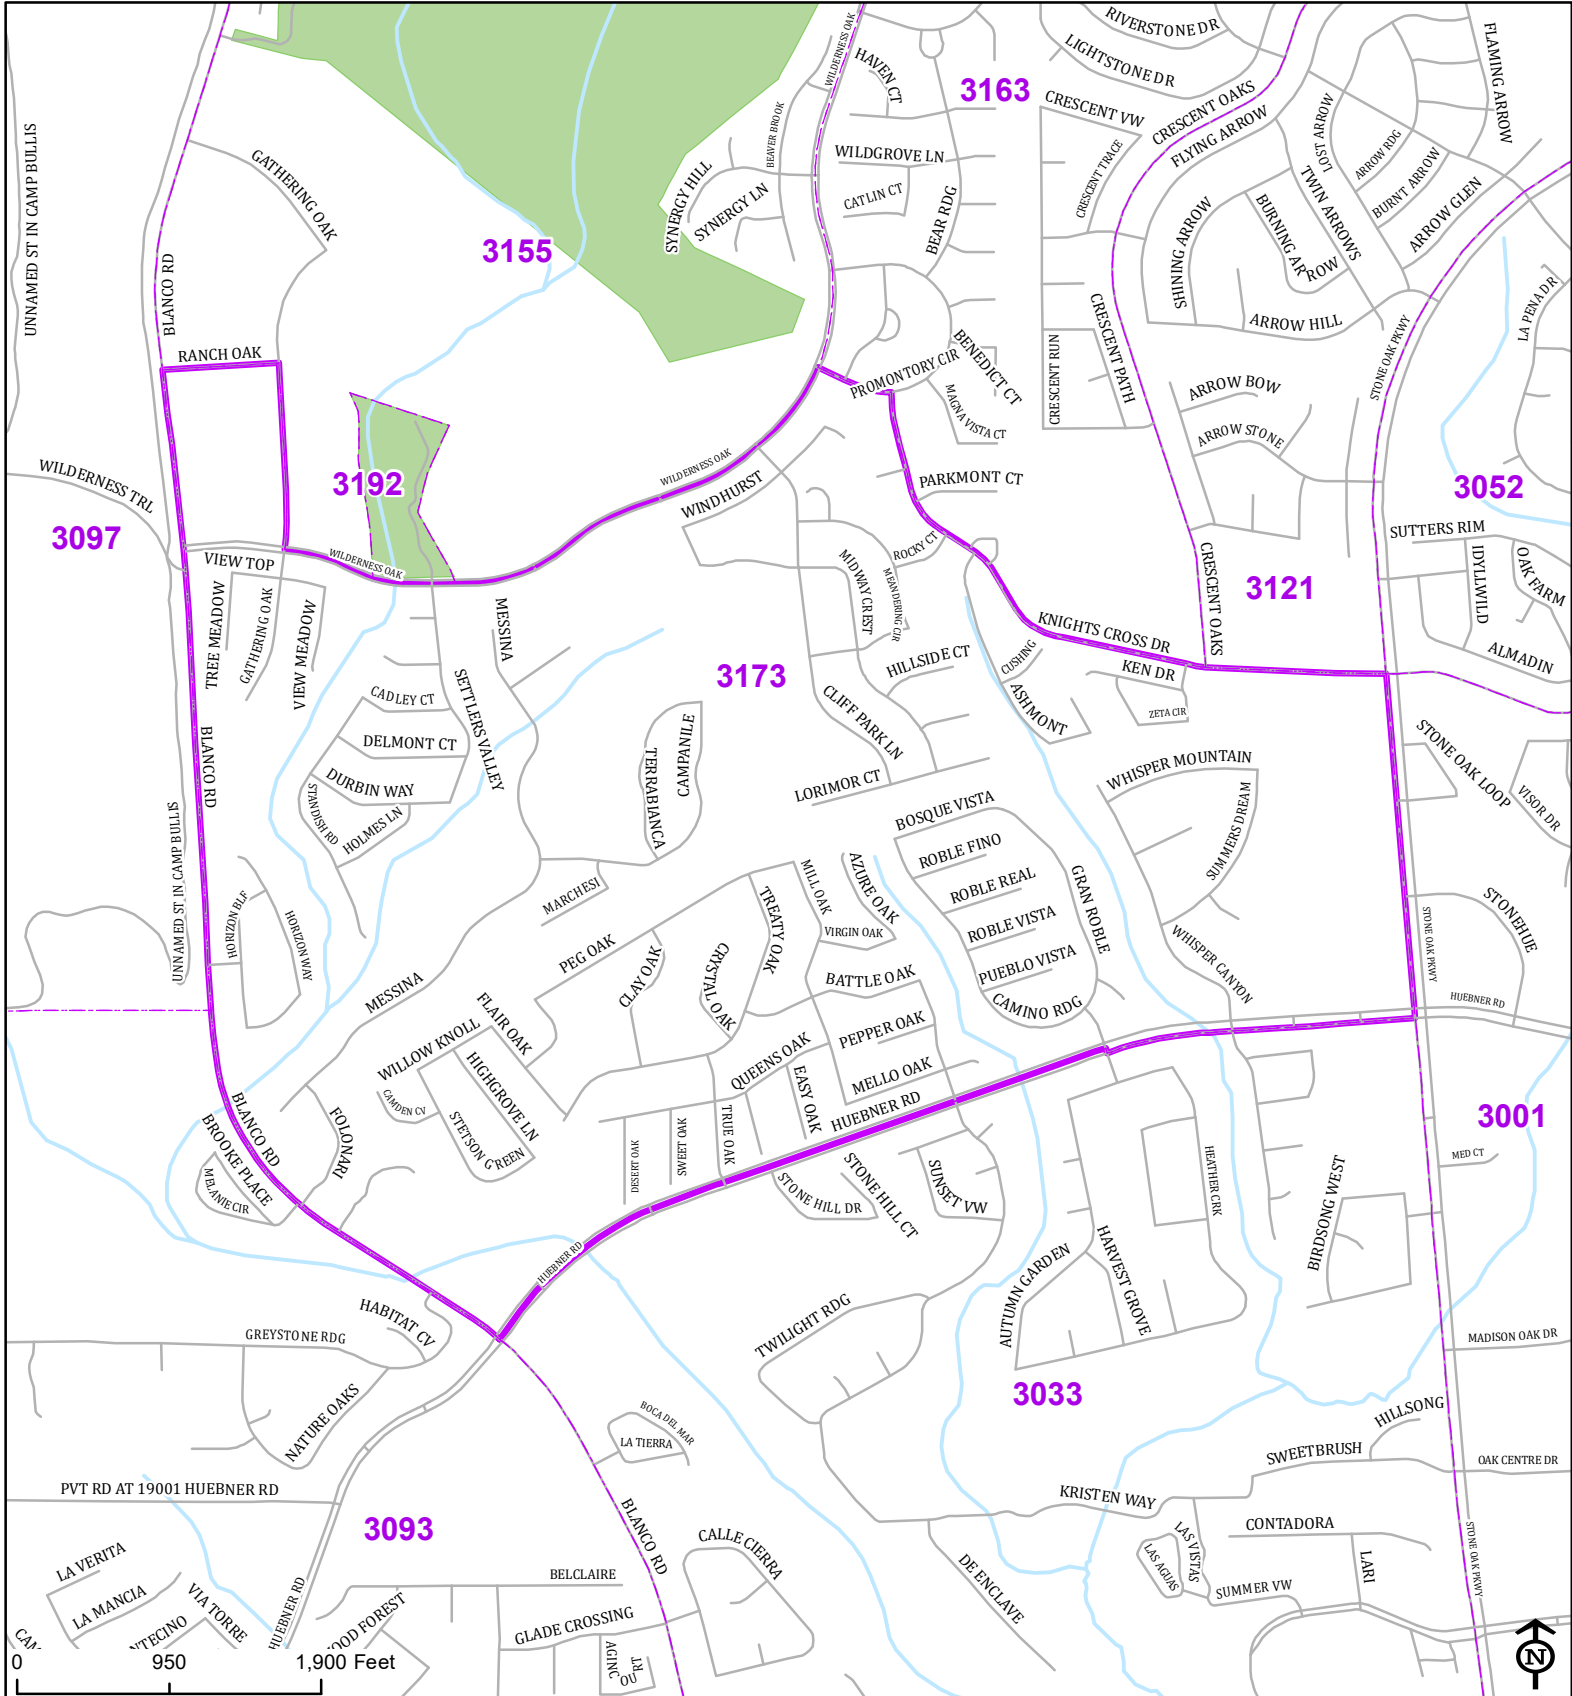 RIVERSTONE DR
LIGHTSTONE DR
FLAMING ARROW
WILDERNESS OAK
HAVEN CT
3163
CRESCENT VW
CRESCENT OAKS
FLYING ARROW
LOST ARROW
ARROW RDG
BURNT ARROW
ARROW GLEN
TWIN ARROWS
BURNING ARROW
SHINING ARROW
ARROW HILL
CRESCENT TRACE
UNNAMED ST IN CAMP BULLIS
GATHERING OAK
BEAVER BROOK
WILDGROVE LN
CATLIN CT
BEAR RDG
SYNERGY HILL
SYNERGY LN
3155
BLANCO RD
RANCH OAK
LA PENA DR
STONE OAK PKWY
CRESCENT PATH
CRESCENT RUN
BENEDICT CT
PROMONTORY CIR
MAGNA VISTA CT
ARROW BOW
ARROW STONE
WILDERNESS TRL
3192
WILDERNESS OAK
WINDHURST
PARKMONT CT
3052
3097
SUTTERS RIM
IDYLLWILD
OAK FARM
ALMADIN
VIEW TOP
WILDERNESS OAK
ROCKY CT
MIDWAY CREST
MEANDERING CIR
CRESCENT OAKS
3121
TREE MEADOW
GATHERING OAK
VIEW MEADOW
MESSINA
KNIGHTS CROSS DR
KEN DR
ZETA CIR
CUSHING
ASHMONT
HILLSIDE CT
3173
CADLEY CT
DELMONT CT
DURBIN WAY
STANDISH RD
HOLMES LN
SETTLERS VALLEY
TERRABIANCA
CAMPANILE
CLIFF PARK LN
LORIMOR CT
BLANCO RD
UNNAMED ST IN CAMP BULLIS
STONE OAK LOOP
VISOR DR
WHISPER MOUNTAIN
SUMMERS DREAM
BOSQUE VISTA
ROBLE FINO
ROBLE REAL
ROBLE VISTA
PUEBLO VISTA
CAMINO RDG
GRAN ROBLE
MARCHESI
MILL OAK
AZURE OAK
VIRGIN OAK
TREATY OAK
HORIZON BLF
HORIZON WAY
PEG OAK
CLAY OAK
CRYSTAL OAK
BATTLE OAK
WHISPER CANYON
STONE OAK PKWY
STONEHUE
HUEBNER RD
MESSINA
FLAIR OAK
WILLOW KNOLL
HIGHGROVE LN
CAMDEN CV
STETSON GREEN
QUEENS OAK
PEPPER OAK
MELLO OAK
EASY OAK
HUEBNER RD
TRUE OAK
SWEET OAK
DESERT OAK
3001
MED CT
BLANCO RD
BROOKE PLACE
MELANIE CIR
FOLONARI
STONE HILL DR
STONE HILL CT
SUNSET VW
HEATHER CRK
BIRDSONG WEST
HARVEST GROVE
AUTUMN GARDEN
HUEBNER RD
TWILIGHT RDG
HABITAT CV
GREYSTONE RDG
MADISON OAK DR
3033
NATURE OAKS
BOCA DEL MAR
LA TIERRA
HILLSONG
SWEETBRUSH
OAK CENTRE DR
PVT RD AT 19001 HUEBNER RD
KRISTEN WAY
CONTADORA
3093
BLANCO RD
CALLE CIERRA
LAS VISTAS
LAS AGUAS
SUMMER VW
LARI
STONE OAK PKWY
DE ENCLAVE
LA VERITA
LA MANCIA
VIA TORRE
HUEBNER RD
BELCLAIRE
GLADE CROSSING
AGINCOURT
NTECINO
OOD FOREST
0 950 1,900 Feet
N